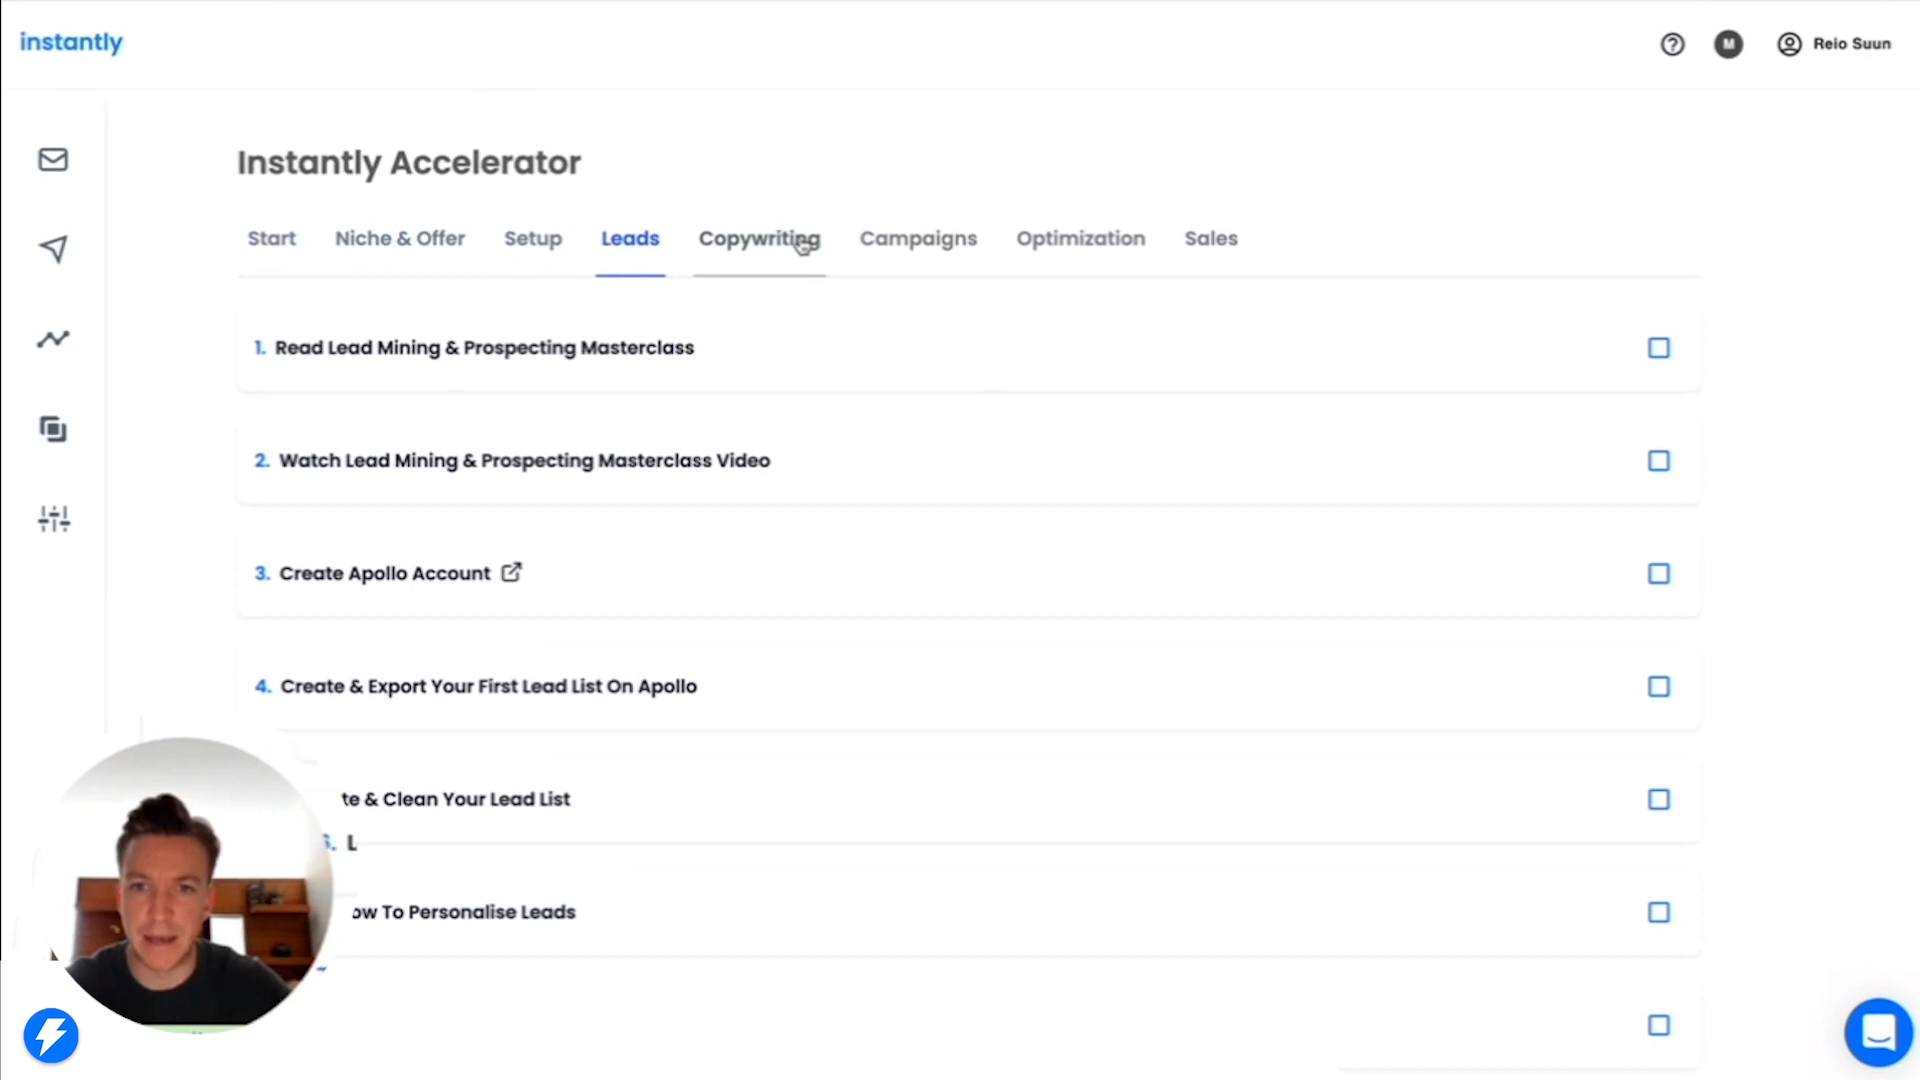 instantly
M
Reio Suun
Instantly Accelerator
Start Niche & Offer Setup Leads Copywriting Campaigns Optimization Sales
1. Read Lead Mining & Prospecting Masterclass
2. Watch Lead Mining & Prospecting Masterclass Video
3. Create Apollo Account
4. Create & Export Your First Lead List On Apollo
te & Clean Your Lead List
L
ow To Personalise Leads